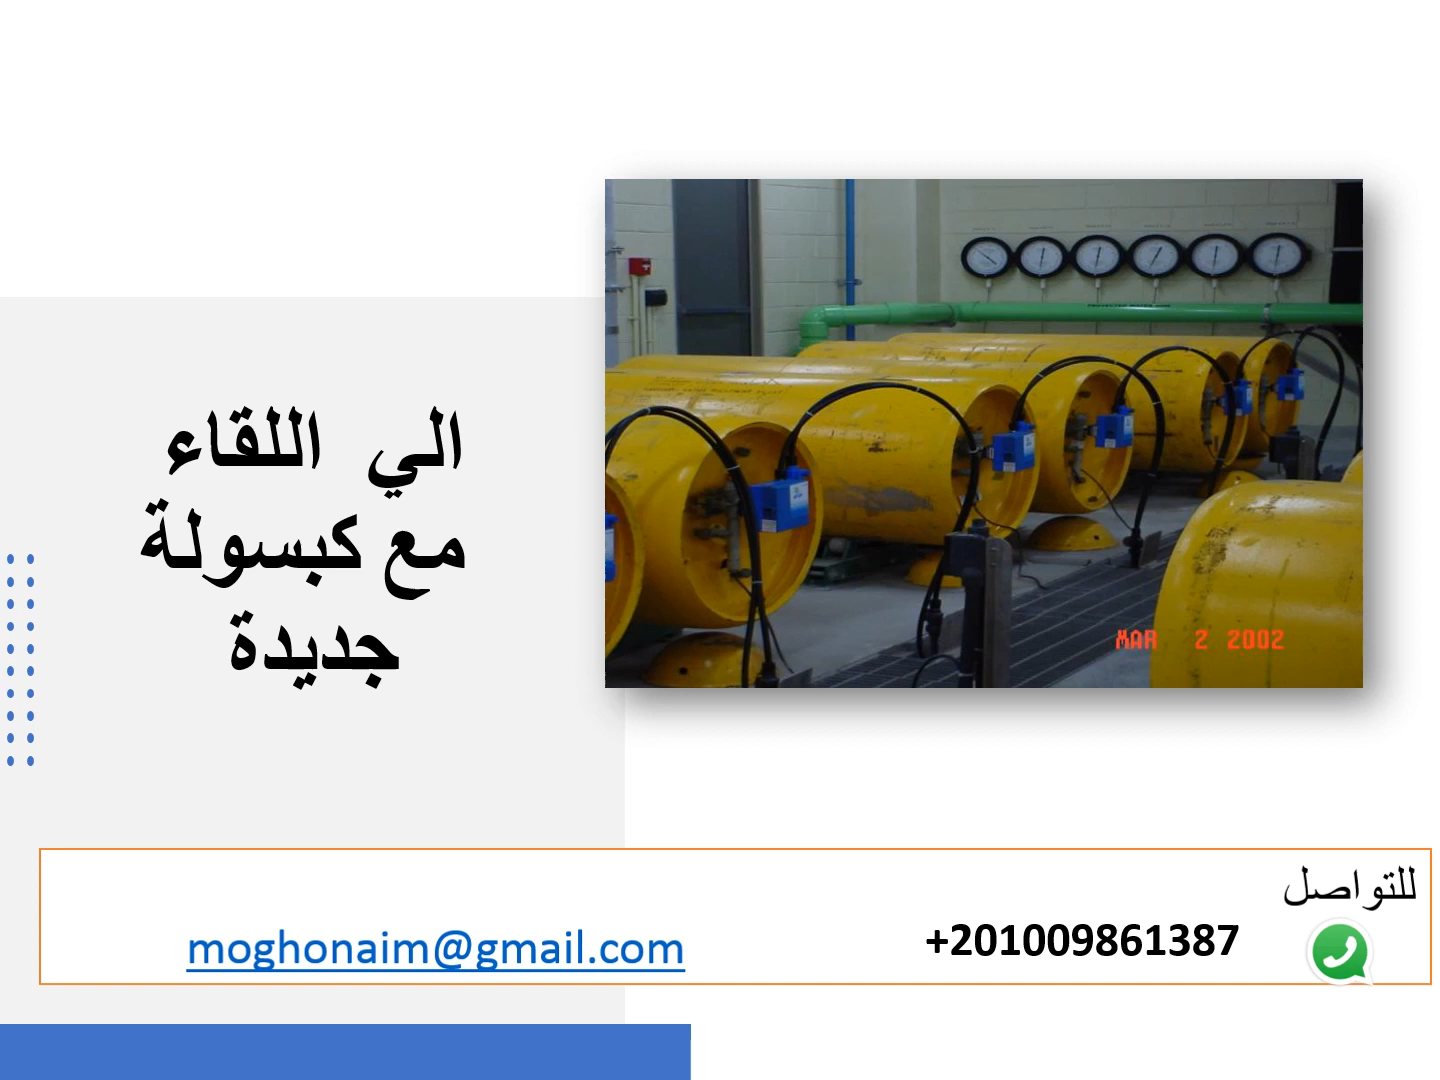 الي اللقاء
مع كبسولة
جديدة
MAR 2 2002
للتواصل
+201009861387
moghonaim@gmail.com